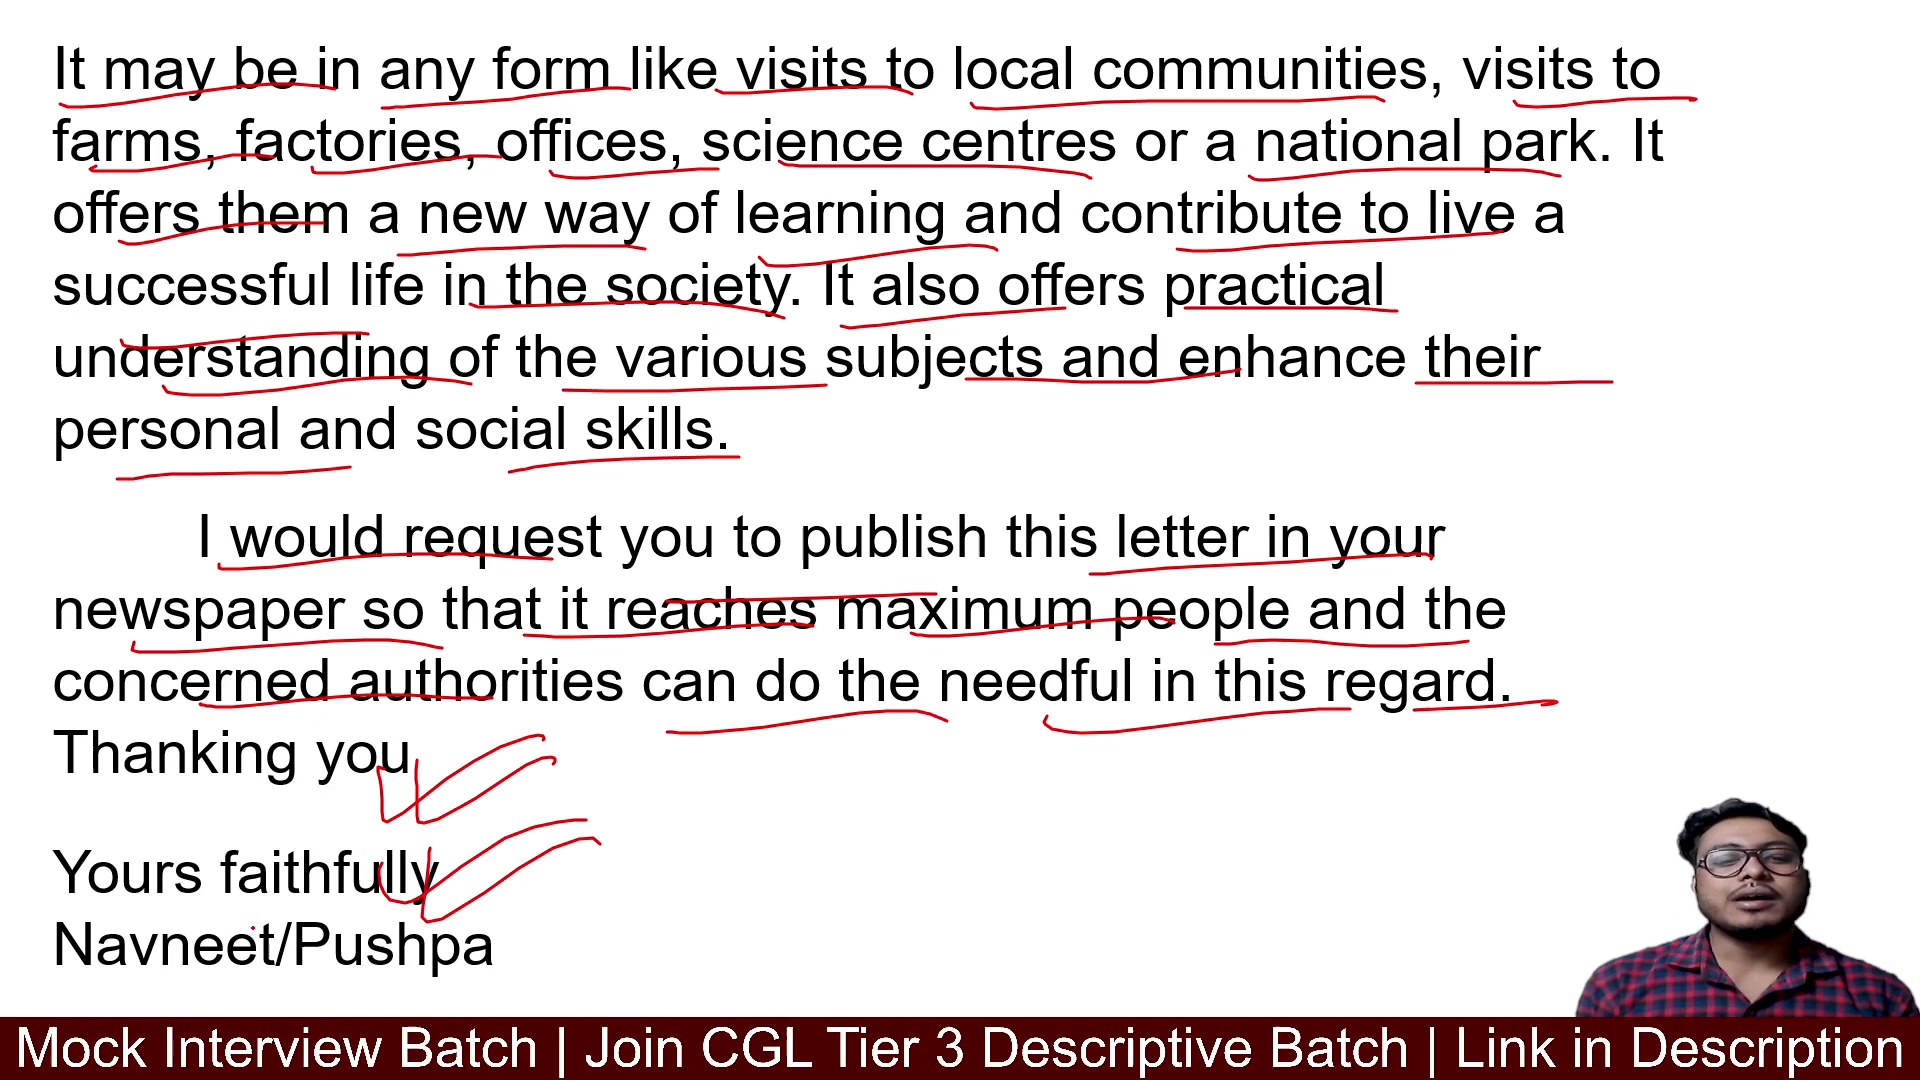 It may be in any form like visits to local communities, visits to
farms, factories, offices, science centres or a national park. It
offers them a new way of learning and contribute to live a
successful life in the society. It also offers practical
understanding of the various subjects and enhance their
personal and social skills.
I would request you to publish this letter in your
newspaper so that it reaches maximum people and the
concerned authorities can do the needful in this regard.
Thanking you
Yours faithfully
Navneet/Pushpa
Mock Interview Batch | Join CGL Tier 3 Descriptive Batch | Link in Description